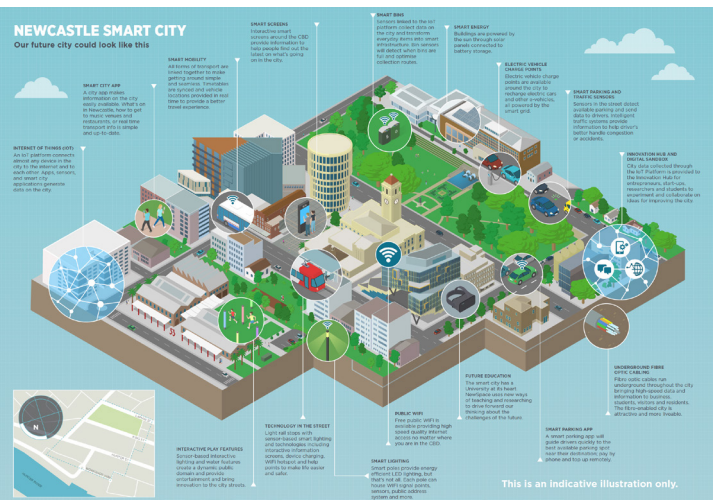 NEWCASTLE SMART CITY
Our future city could look like this
SMART SCREENS
Interactive smart
screens around the CBD
provide information to
help people find out the
latest on what's going
on in the city.
SMART BINS
Sensors linked to the IoT
platform collect data on
the city and transform
everyday items into smart
infrastructure. Bin sensors
will detect when bins are
full and optimise
collection routes.
SMART ENERGY
Buildings are powered by
the sun through solar
panels connected to
battery storage.
SMART MOBILITY
All forms of transport are
linked together to make
getting around simple
and seamless. Timetables
are synced and vehicle
locations provided in real
time to provide a better
travel experience.
ELECTRIC VEHICLE
CHARGE POINTS
Electric vehicle charge
points are available
around the city to
recharge electric cars
and other e-vehicles,
all powered by the
smart grid.
SMART CITY APP
A city app makes
information on the city
easily available. What's on
in Newcastle, how to get
to music venues and
restaurants, or real time
transport info is simple
and up-to-date.
SMART PARKING AND
TRAFFIC SENSORS
Sensors in the street detect
available parking and send
data to drivers. Intelligent
traffic systems provide
information to help drivers
better handle congestion
or accidents.
INTERNET OF THINGS (IOT)
An IoT platform connects
almost any device in the
city to the internet and to
each other. Apps, sensors,
and smart city
applications generate
data on the city.
INNOVATION HUB AND
DIGITAL SANDBOX
City data collected through
the IoT Platform is provided to
the Innovation Hub for
entrepreneurs, start-ups,
researchers and students to
experiment and collaborate on
ideas for improving the city.
UNDERGROUND FIBRE
OPTIC CABLING
Fibre optic cables run
underground throughout the city
bringing high-speed data and
information to business,
students, visitors and residents.
The fibre-enabled city is
attractive and more liveable.
FUTURE EDUCATION
The smart city has a
University at its heart.
NewSpace uses new ways
of teaching and researching
to drive forward our
thinking about the
challenges of the future.
PUBLIC WIFI
Free public WiFi is
available providing high
speed quality internet
access no matter where
you are in the CBD.
TECHNOLOGY IN THE STREET
Light rail stops with
sensor-based smart lighting
and technologies including
interactive information
screens, device charging,
WiFi hotspot and help
points to make life easier
and safer.
SMART PARKING APP
A smart parking app will
guide drivers quickly to the
best available parking spot
near their destination, pay by
phone and top up remotely.
INTERACTIVE PLAY FEATURES
Sensor-based interactive
lighting and water features
create a dynamic public
domain and provide
entertainment and bring
innovation to the city streets.
SMART LIGHTING
Smart poles provide energy
efficient LED lighting, but
that's not all. Each pole can
house WiFi signal points,
sensors, public address
system and more.
N
This is an indicative illustration only.